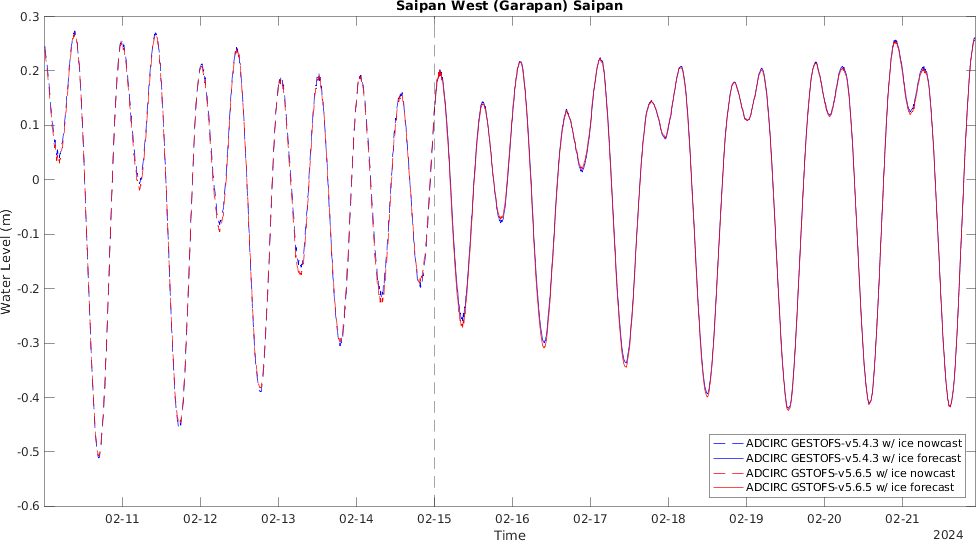 Saipan West (Garapan) Saipan
Water Level (m)
0.3
0.2
0.1
0
-0.1
-0.2
-0.3
-0.4
-0.5
-0.6
ADCIRC GESTOFS-v5.4.3 w/ ice nowcast
ADCIRC GESTOFS-v5.4.3 w/ ice forecast
ADCIRC GSTOFS-v5.6.5 w/ ice nowcast
ADCIRC GSTOFS-v5.6.5 w/ ice forecast
02-11 02-12 02-13 02-14 02-15 02-16 02-17 02-18 02-19 02-20 02-21
Time
2024